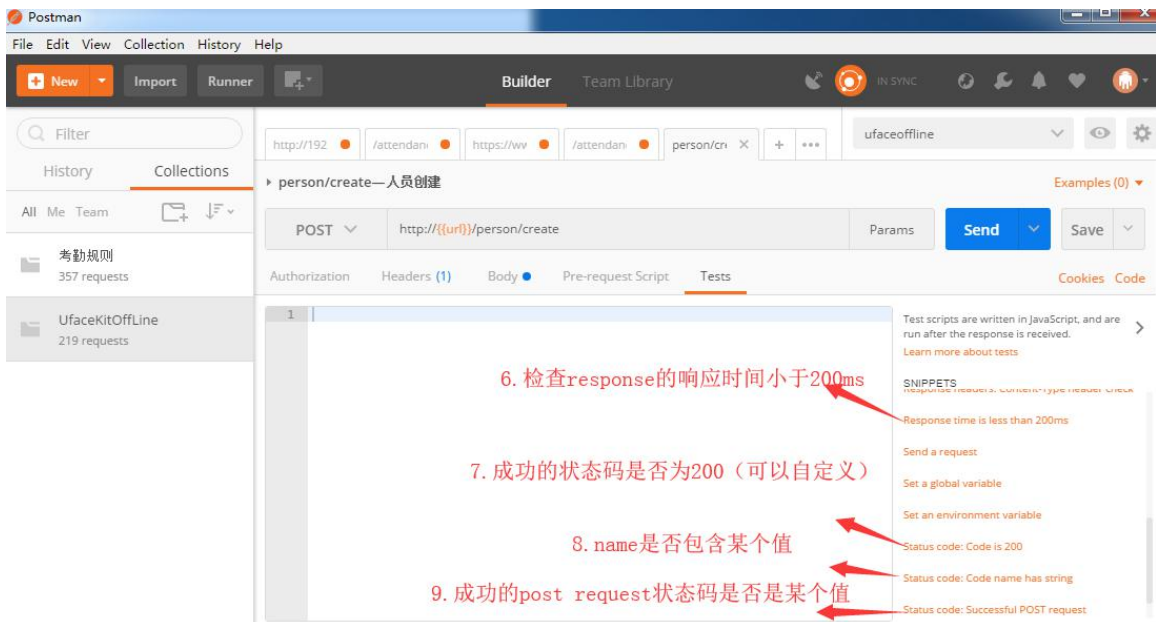 Postman
File Edit View Collection History Help
New Import Runner Builder Team Library IN SYNC
Filter
History Collections
All Me Team
考勤规则
357 requests
UfaceKitOffLine
219 requests
http://192 /attendan https://wv /attendan person/cre + •••
ufaceoffline
person/create—人员创建
Examples (0)
POST http://{{url}}/person/create Params Send Save
Authorization Headers (1) Body Pre-request Script Tests
Cookies Code
1
Test scripts are written in JavaScript, and are
run after the response is received.
Learn more about tests
SNIPPETS
Response headers: Content-Type header check
Response time is less than 200ms
Send a request
Set a global variable
Set an environment variable
Status code: Code is 200
Status code: Code name has string
Status code: Successful POST request
6.检查response的响应时间小于200ms
7.成功的状态码是否为200（可以自定义）
8.name是否包含某个值
9.成功的post request状态码是否是某个值